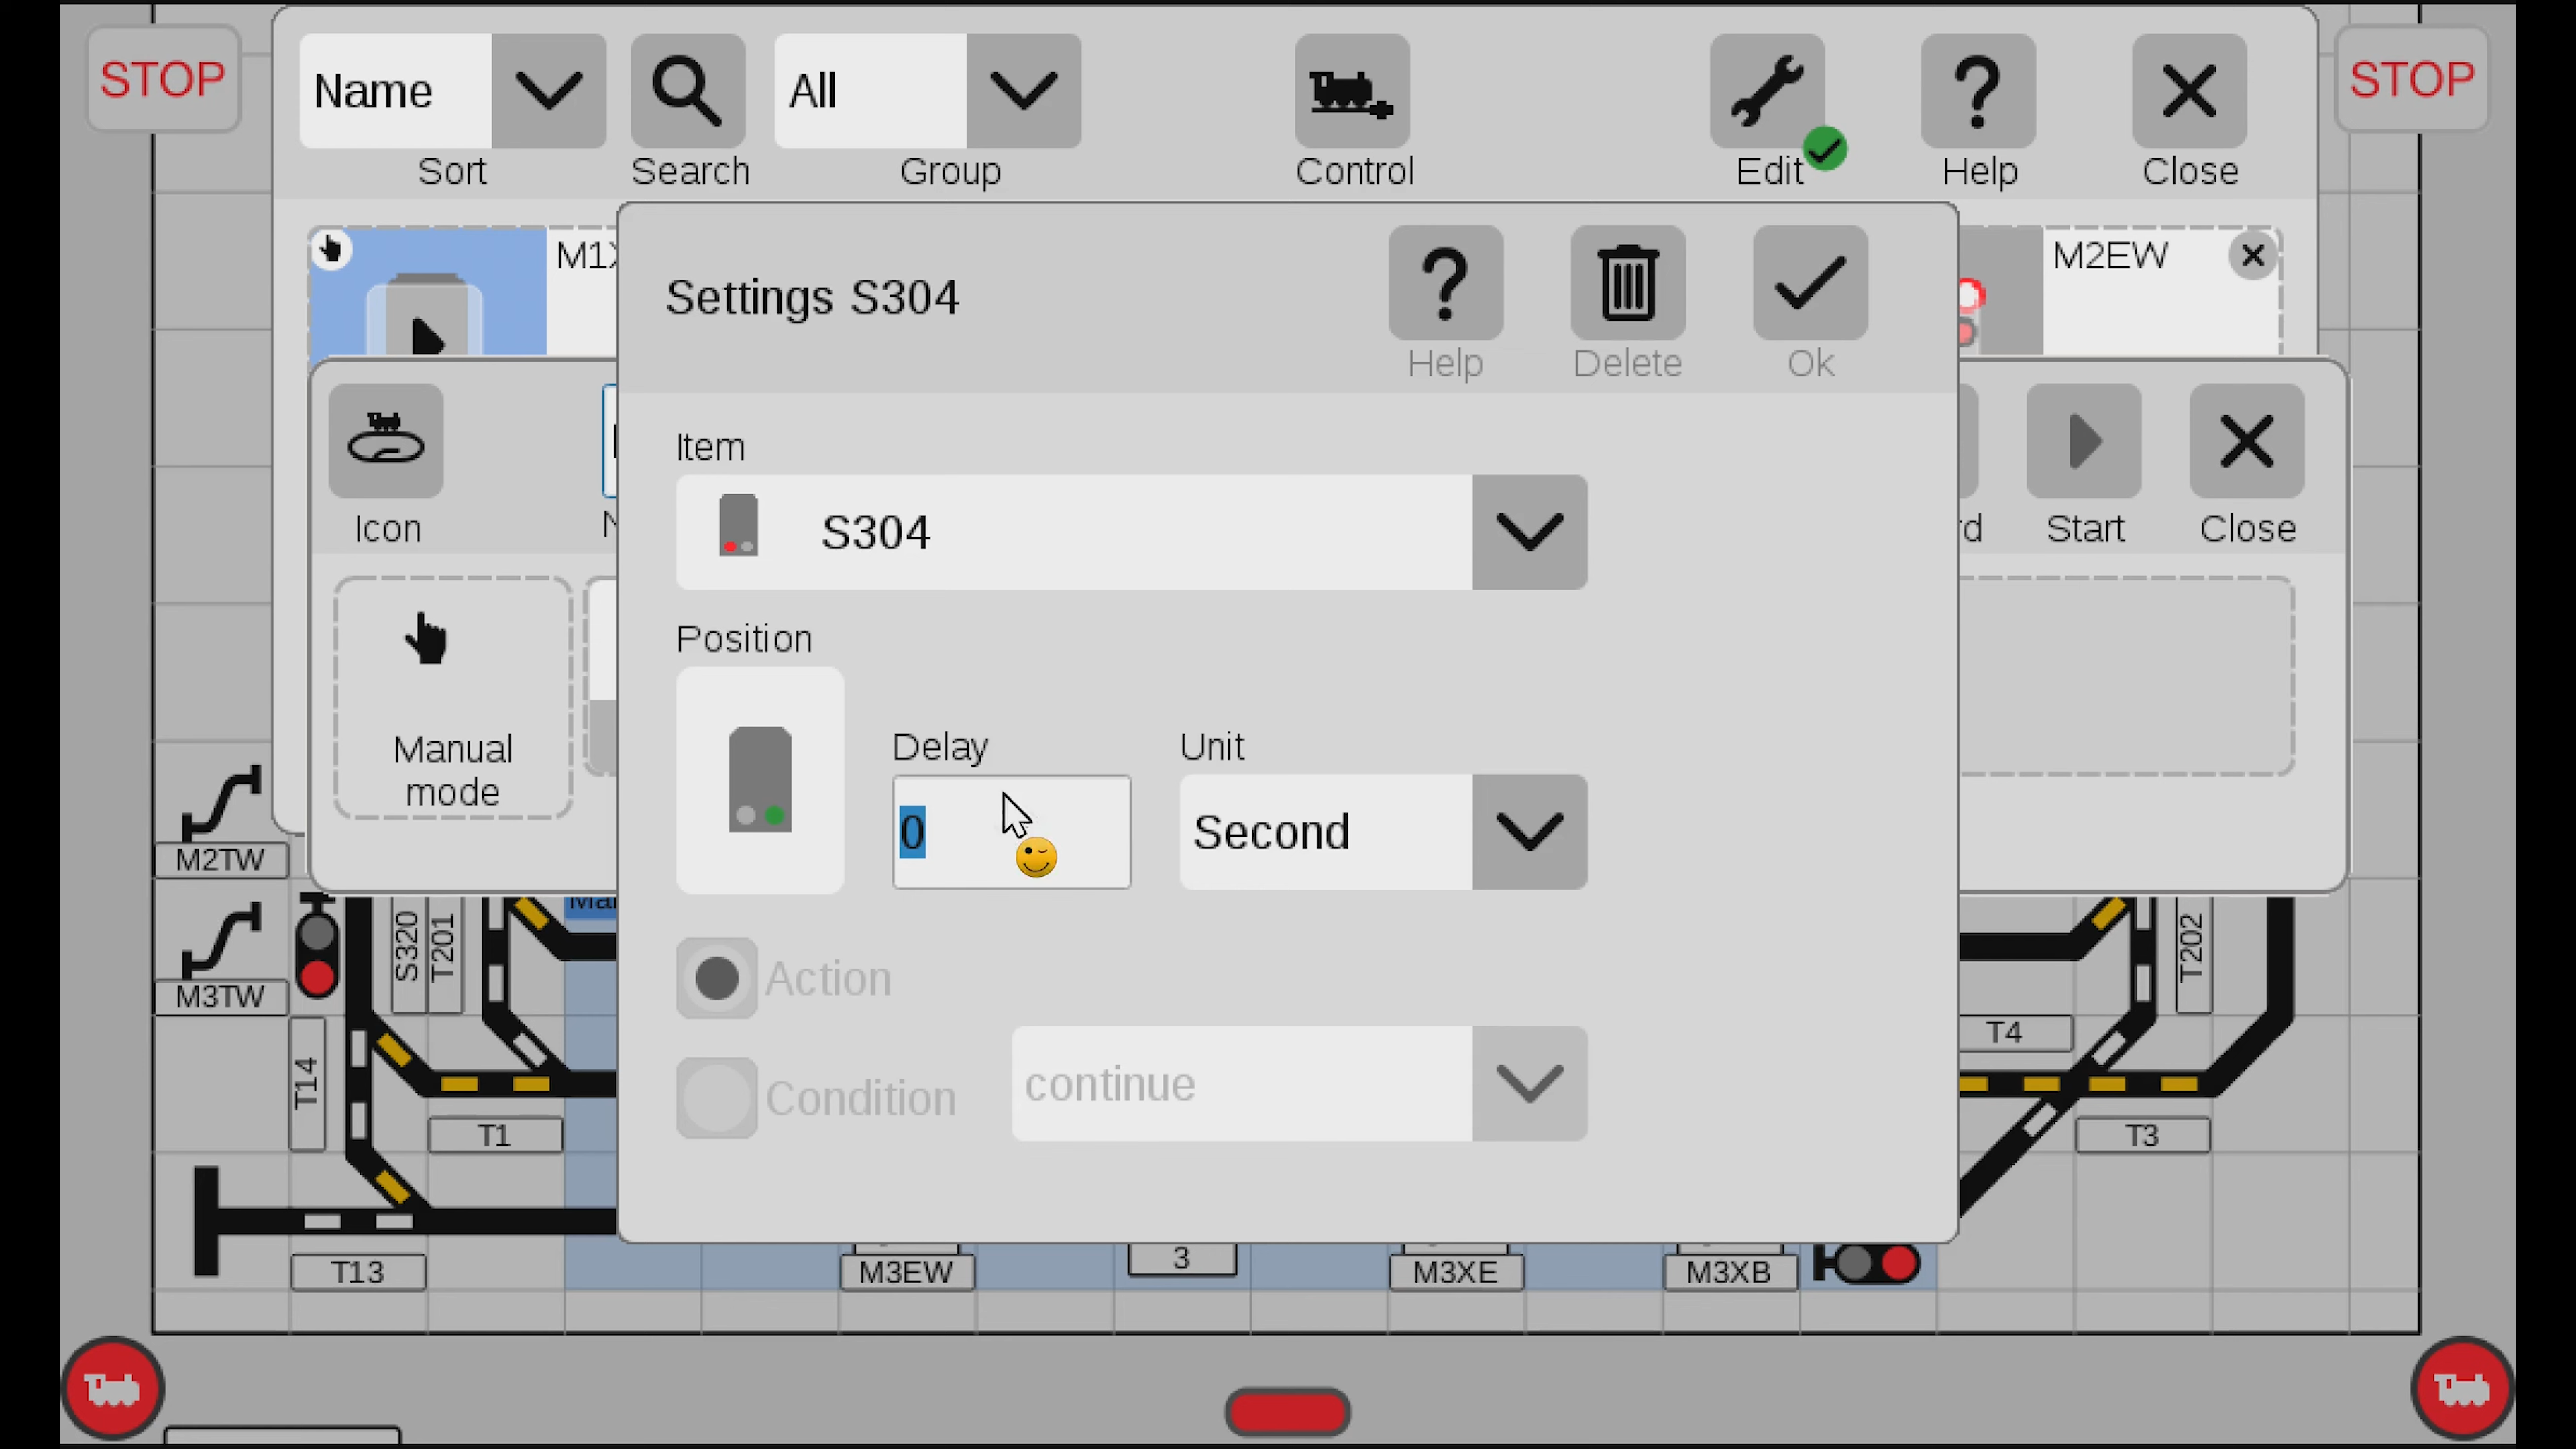 STOP
Name
All
STOP
Sort
Search
Group
Control
Edit
Help
Close
M1X
M2EW
Settings S304
Help
Delete
Ok
Item
S304
Icon
Start
Close
Position
Manual
mode
Delay
Unit
0
Second
M2TW
M3TW
S320
T201
T202
Action
T14
T4
Condition
continue
T1
T3
T13
M3EW
3
M3XE
M3XB